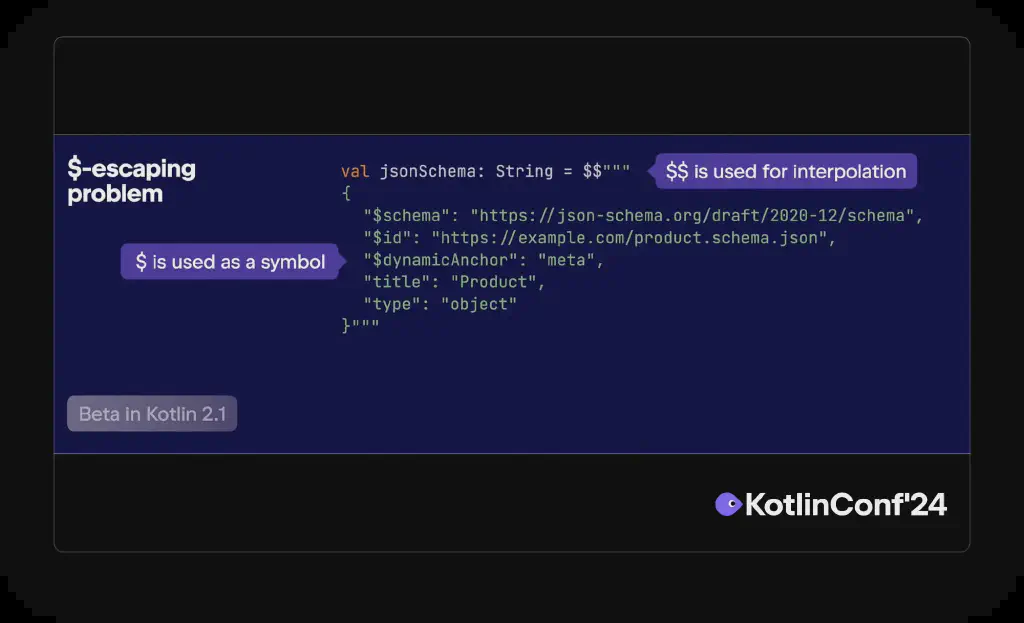 $-escaping
problem
val jsonSchema: String = $$"""
$$ is used for interpolation
{
"$schema": "https://json-schema.org/draft/2020-12/schema",
"$id": "https://example.com/product.schema.json",
$ is used as a symbol
"$dynamicAnchor": "meta",
"title": "Product",
"type": "object"
}"""
Beta in Kotlin 2.1
KotlinConf'24